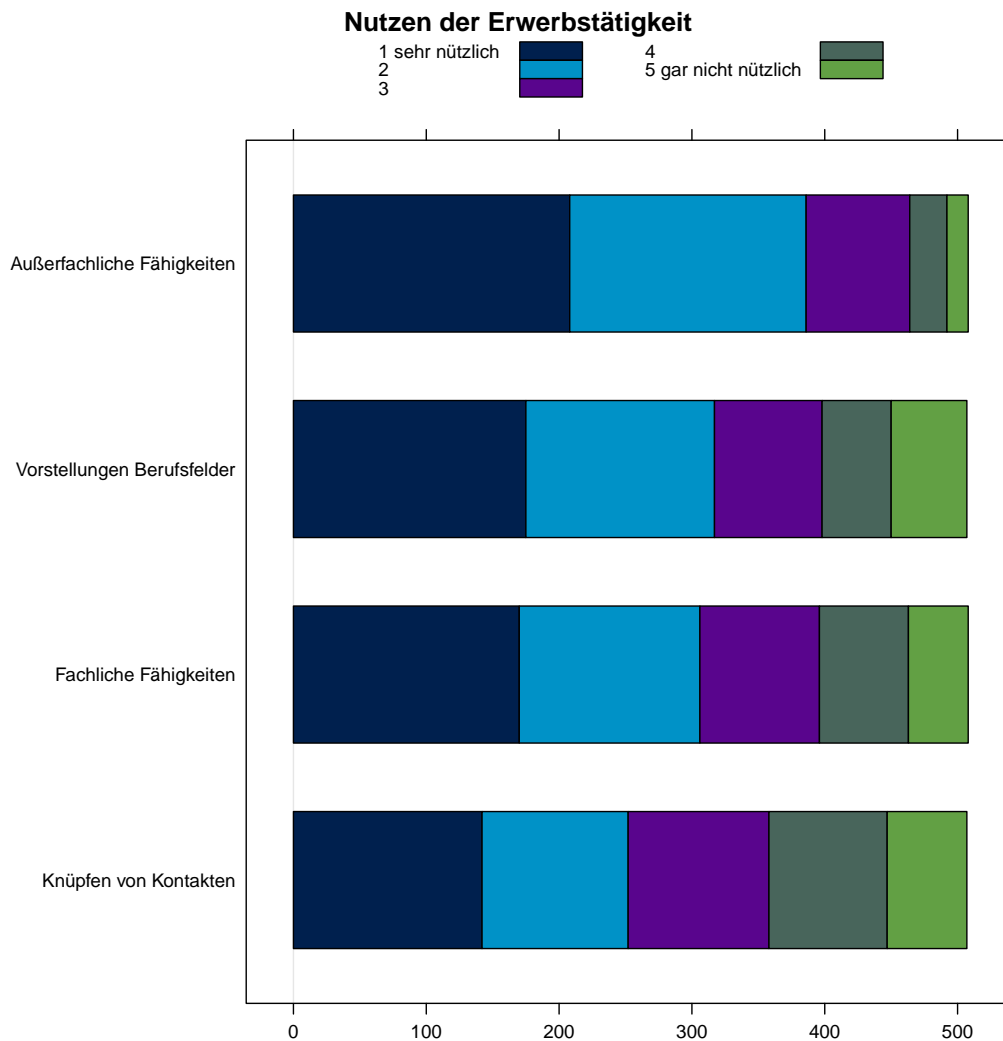 Nutzen der Erwerbstätigkeit
1 sehr nützlich
2
3
4
5 gar nicht nützlich
Außerfachliche Fähigkeiten
Vorstellungen Berufsfelder
Fachliche Fähigkeiten
Knüpfen von Kontakten
0 100 200 300 400 500